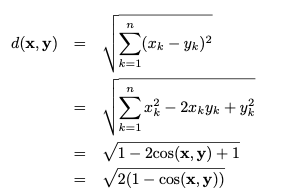 d(x, y) = √(∑_{k=1}^{n} (x_k − y_k)²)
= √(∑_{k=1}^{n} x_k² − 2x_k y_k + y_k²)
= √(1 − 2cos(x, y) + 1)
= √(2(1 − cos(x, y)))